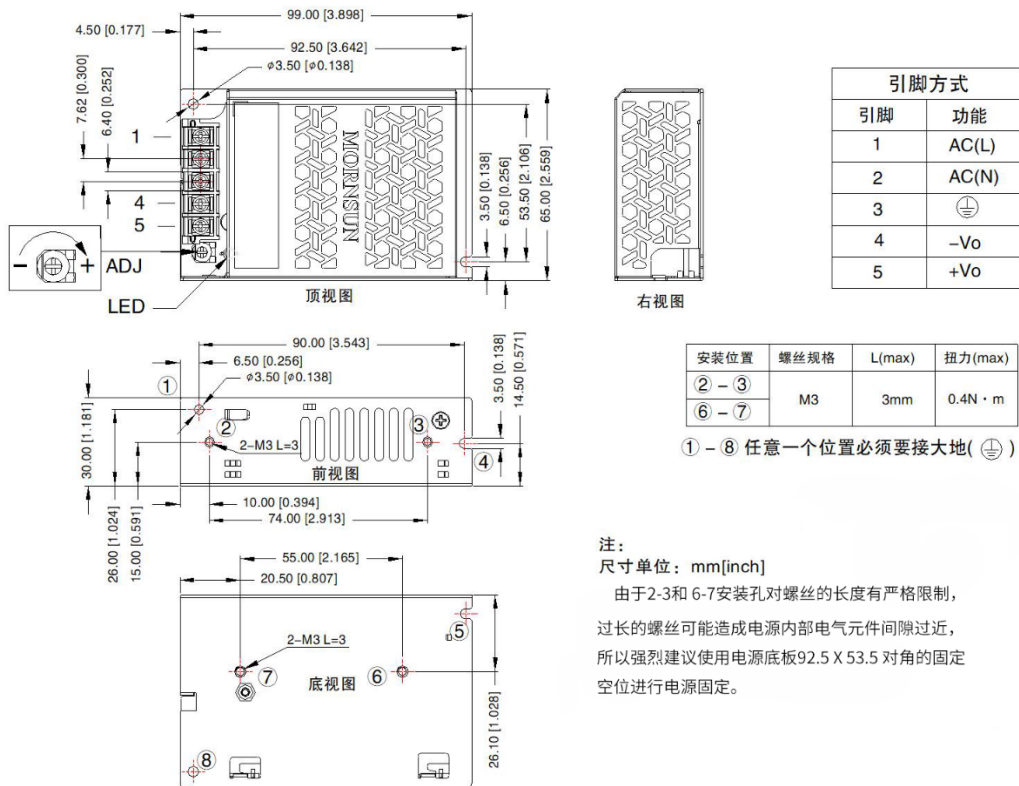 99.00 [3.898]
4.50 [0.177]
92.50 [3.642]
φ3.50 [φ0.138]
7.62 [0.300]
6.40 [0.252]
1
4
5
MORNSUN
3.50 [0.138]
6.50 [0.256]
53.50 [2.106]
65.00 [2.559]
− + ADJ
LED
顶视图
右视图
引脚方式
引脚 功能
1 AC(L)
2 AC(N)
3 ⏚
4 −Vo
5 +Vo
90.00 [3.543]
6.50 [0.256]
φ3.50 [φ0.138]
3.50 [0.138]
14.50 [0.571]
①
②
③
④
2-M3 L=3
前视图
30.00 [1.181]
26.00 [1.024]
15.00 [0.591]
10.00 [0.394]
74.00 [2.913]
安装位置 螺丝规格 L(max) 扭力(max)
② – ③ M3 3mm 0.4N・m
⑥ – ⑦
① – ⑧ 任意一个位置必须要接大地( ⏚ )
55.00 [2.165]
20.50 [0.807]
2-M3 L=3
⑤
⑦
底视图
⑥
⑧
26.10 [1.028]
注：
尺寸单位：mm[inch]
由于2-3和 6-7安装孔对螺丝的长度有严格限制，
过长的螺丝可能造成电源内部电气元件间隙过近，
所以强烈建议使用电源底板92.5 X 53.5 对角的固定
空位进行电源固定。